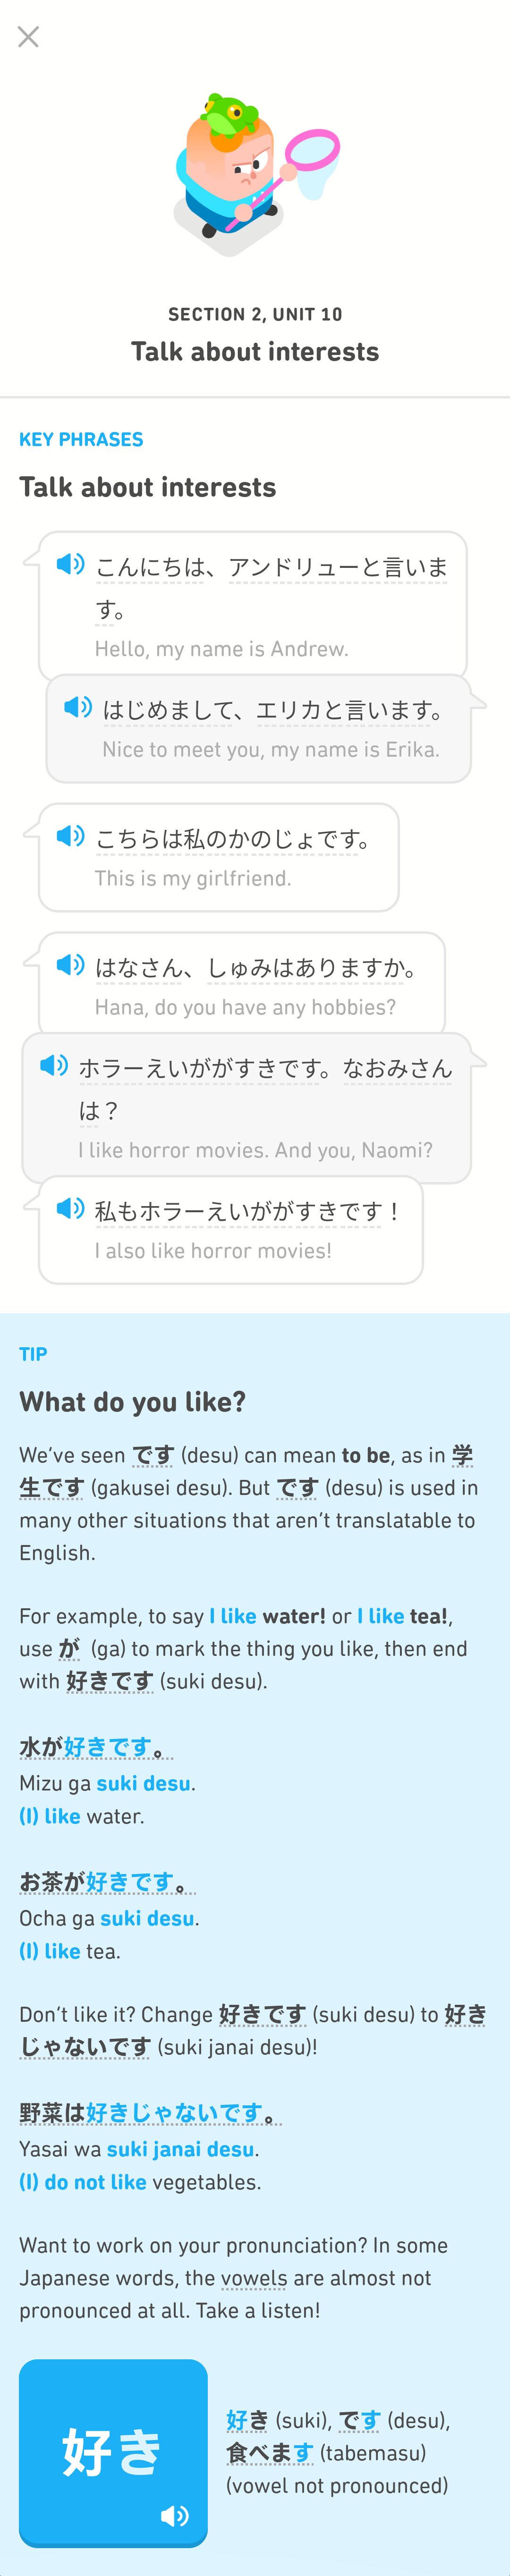 SECTION 2, UNIT 10
Talk about interests
KEY PHRASES
Talk about interests
こんにちは、アンドリューと言いま
す。
Hello, my name is Andrew.
はじめまして、エリカと言います。
Nice to meet you, my name is Erika.
こちらは私のかのじょです。
This is my girlfriend.
はなさん、しゅみはありますか。
Hana, do you have any hobbies?
ホラーえいががすきです。なおみさん
は？
I like horror movies. And you, Naomi?
私もホラーえいががすきです！
I also like horror movies!
TIP
What do you like?
We've seen です (desu) can mean to be, as in 学
生です (gakusei desu). But です (desu) is used in
many other situations that aren't translatable to
English.
For example, to say I like water! or I like tea!,
use が (ga) to mark the thing you like, then end
with 好きです (suki desu).
水が好きです。
Mizu ga suki desu.
(I) like water.
お茶が好きです。
Ocha ga suki desu.
(I) like tea.
Don't like it? Change 好きです (suki desu) to 好き
じゃないです (suki janai desu)!
野菜は好きじゃないです。
Yasai wa suki janai desu.
(I) do not like vegetables.
Want to work on your pronunciation? In some
Japanese words, the vowels are almost not
pronounced at all. Take a listen!
好き
好き (suki), です (desu),
食べます (tabemasu)
(vowel not pronounced)